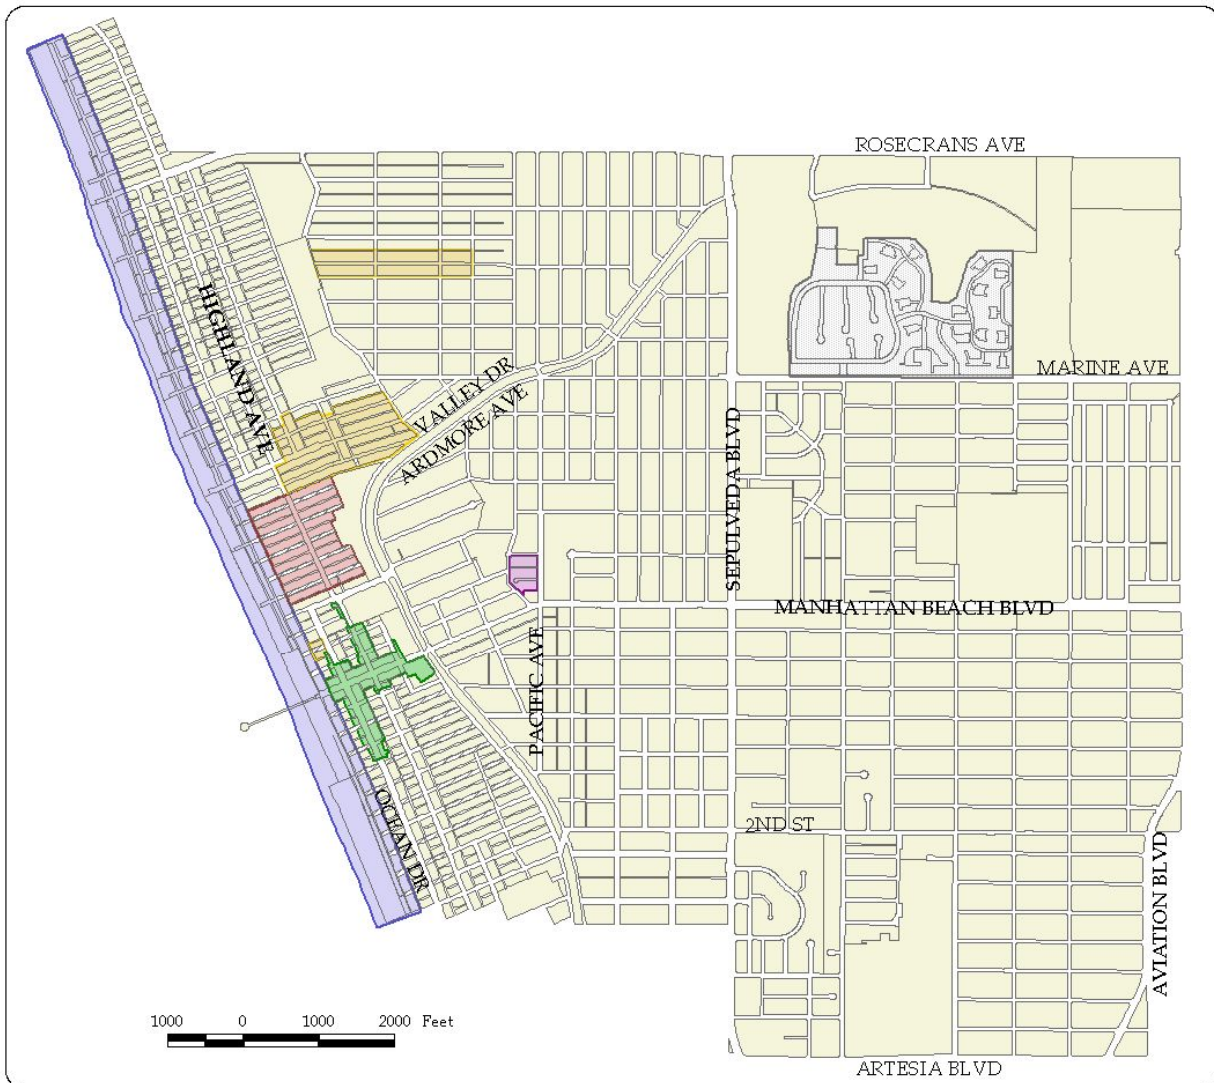 ROSECRANS AVE
HIGHLAND AVE
VALLEY DR
ARDMORE AVE
MARINE AVE
SEPULVEDA BLVD
MANHATTAN BEACH BLVD
PACIFIC AVE
OCEAN DR
2ND ST
AVIATION BLVD
1000 0 1000 2000 Feet
ARTESIA BLVD